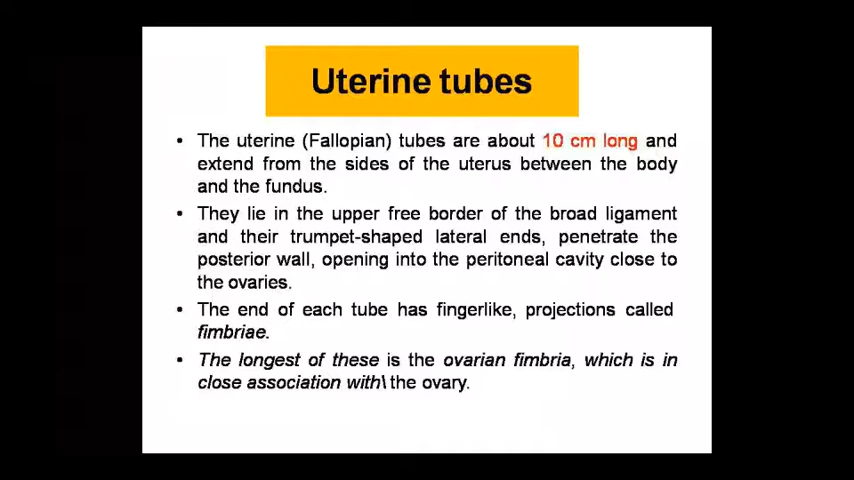 Uterine tubes
• The uterine (Fallopian) tubes are about 10 cm long and
extend from the sides of the uterus between the body
and the fundus.
• They lie in the upper free border of the broad ligament
and their trumpet-shaped lateral ends, penetrate the
posterior wall, opening into the peritoneal cavity close to
the ovaries.
• The end of each tube has fingerlike, projections called
fimbriae.
• The longest of these is the ovarian fimbria, which is in
close association with\ the ovary.